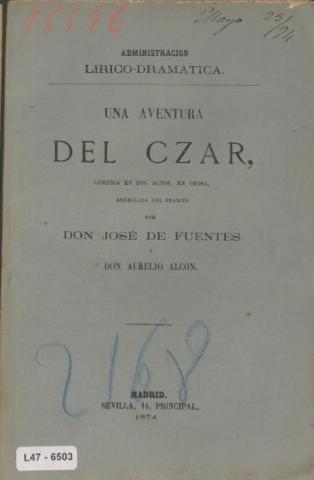 15596
Mayo 25/74
ADMINISTRACION
LIRICO-DRAMATICA.
UNA AVENTURA
DEL CZAR,
COMEDIA EN DOS ACTOS, EN PROSA,
ARREGLADA DEL FRANCÉS
POR
DON JOSÉ DE FUENTES
Y
DON AURELIO ALCON.
2168
MADRID.
SEVILLA, 14, PRINCIPAL.
1874.
L47 - 6503